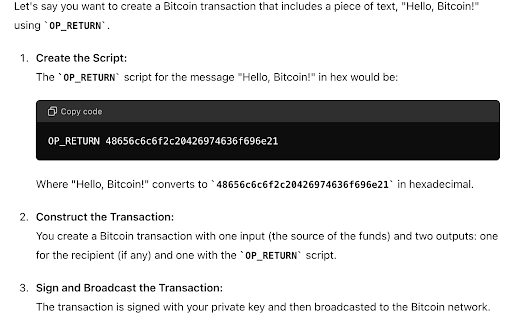 Let's say you want to create a Bitcoin transaction that includes a piece of text, "Hello, Bitcoin!"
using `OP_RETURN`.
1. Create the Script:
The `OP_RETURN` script for the message "Hello, Bitcoin!" in hex would be:
Copy code
OP_RETURN 48656c6c6f2c20426974636f696e21
Where "Hello, Bitcoin!" converts to `48656c6c6f2c20426974636f696e21` in hexadecimal.
2. Construct the Transaction:
You create a Bitcoin transaction with one input (the source of the funds) and two outputs: one
for the recipient (if any) and one with the `OP_RETURN` script.
3. Sign and Broadcast the Transaction:
The transaction is signed with your private key and then broadcasted to the Bitcoin network.